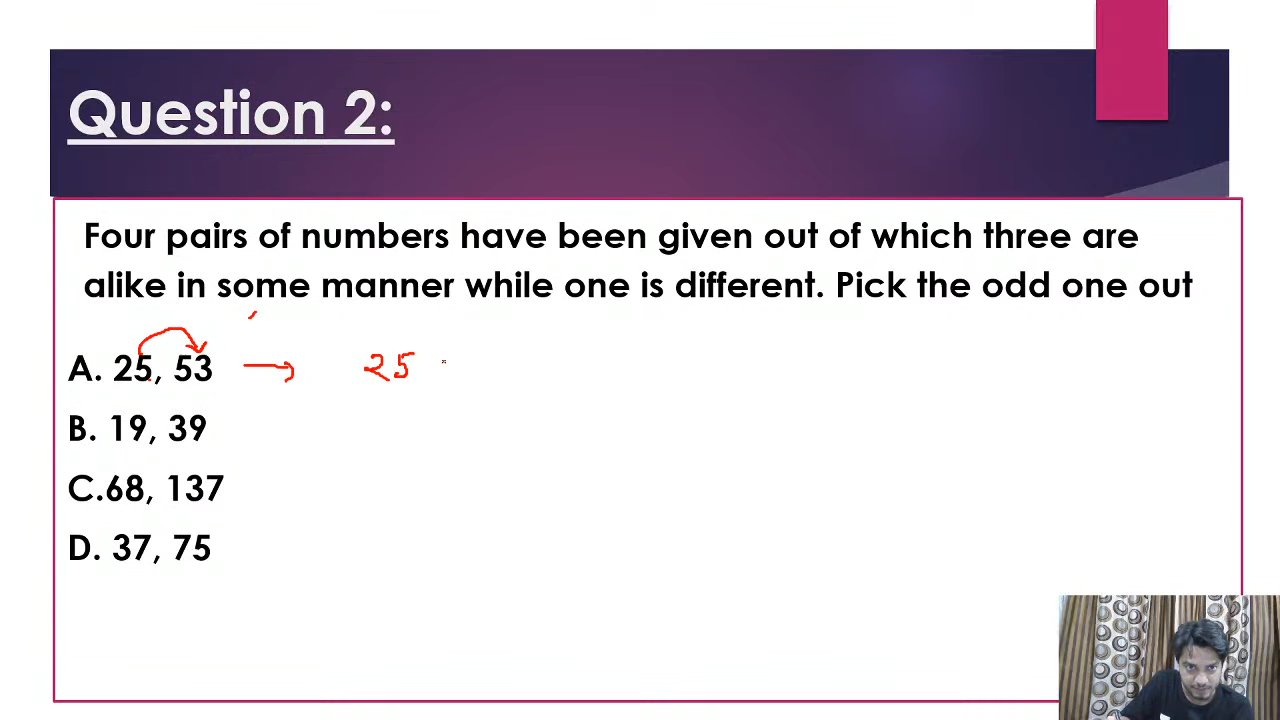 Question 2:
Four pairs of numbers have been given out of which three are
alike in some manner while one is different. Pick the odd one out
A. 25, 53 → 25
B. 19, 39
C.68, 137
D. 37, 75